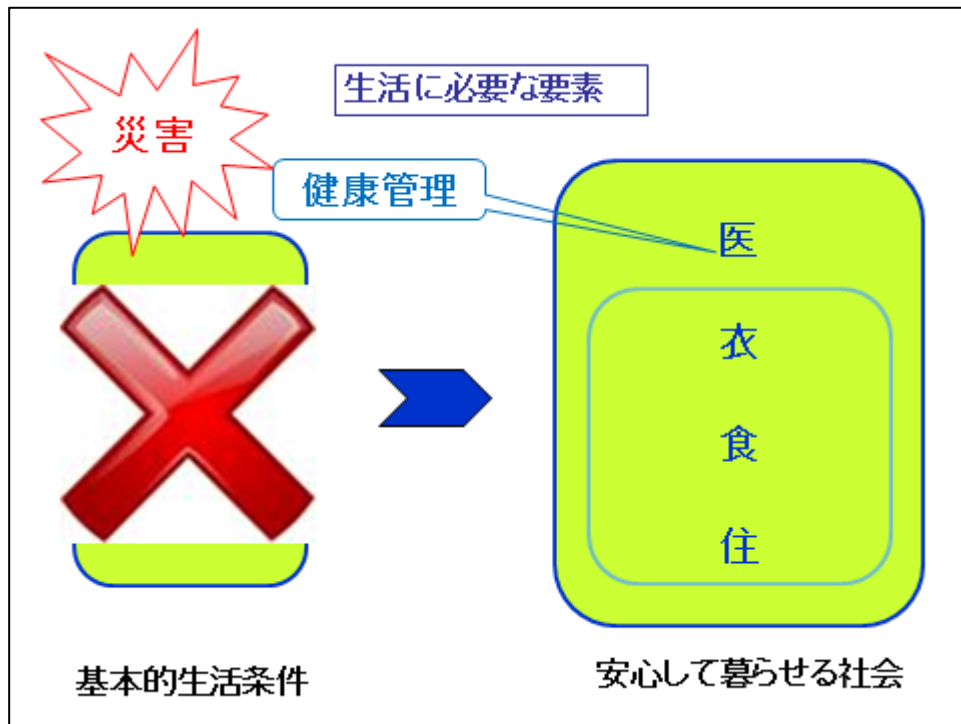 生活に必要な要素
災害
健康管理
医
衣
食
住
基本的生活条件
安心して暮らせる社会